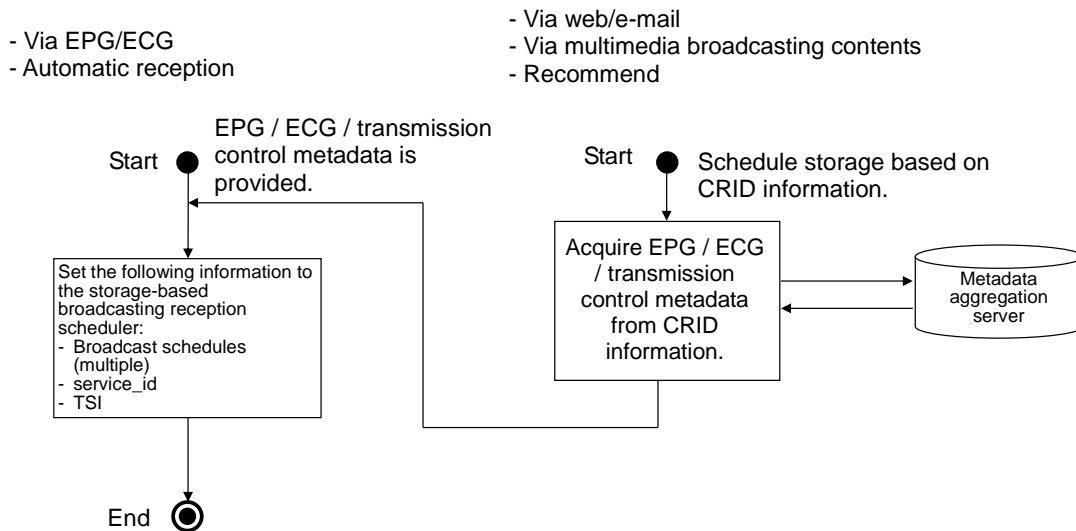 - Via EPG/ECG
- Automatic reception
- Via web/e-mail
- Via multimedia broadcasting contents
- Recommend
Start
EPG / ECG / transmission
control metadata is
provided.
Start
Schedule storage based on
CRID information.
Set the following information to
the storage-based
broadcasting reception
scheduler:
- Broadcast schedules
(multiple)
- service_id
- TSI
Acquire EPG / ECG
/ transmission
control metadata
from CRID
information.
Metadata
aggregation
server
End